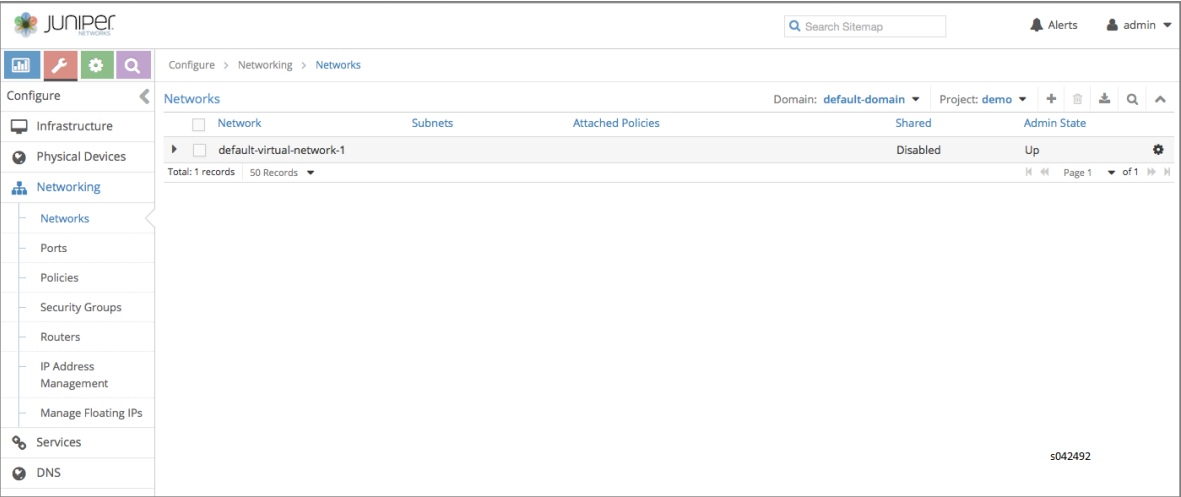 JUNIPER
NETWORKS
Search Sitemap
Alerts
admin
Configure > Networking > Networks
Configure
Infrastructure
Physical Devices
Networking
Networks
Ports
Policies
Security Groups
Routers
IP Address
Management
Manage Floating IPs
Services
DNS
Networks
Domain: default-domain
Project: demo
Network Subnets Attached Policies Shared Admin State
default-virtual-network-1 Disabled Up
Total: 1 records 50 Records Page 1 of 1
s042492